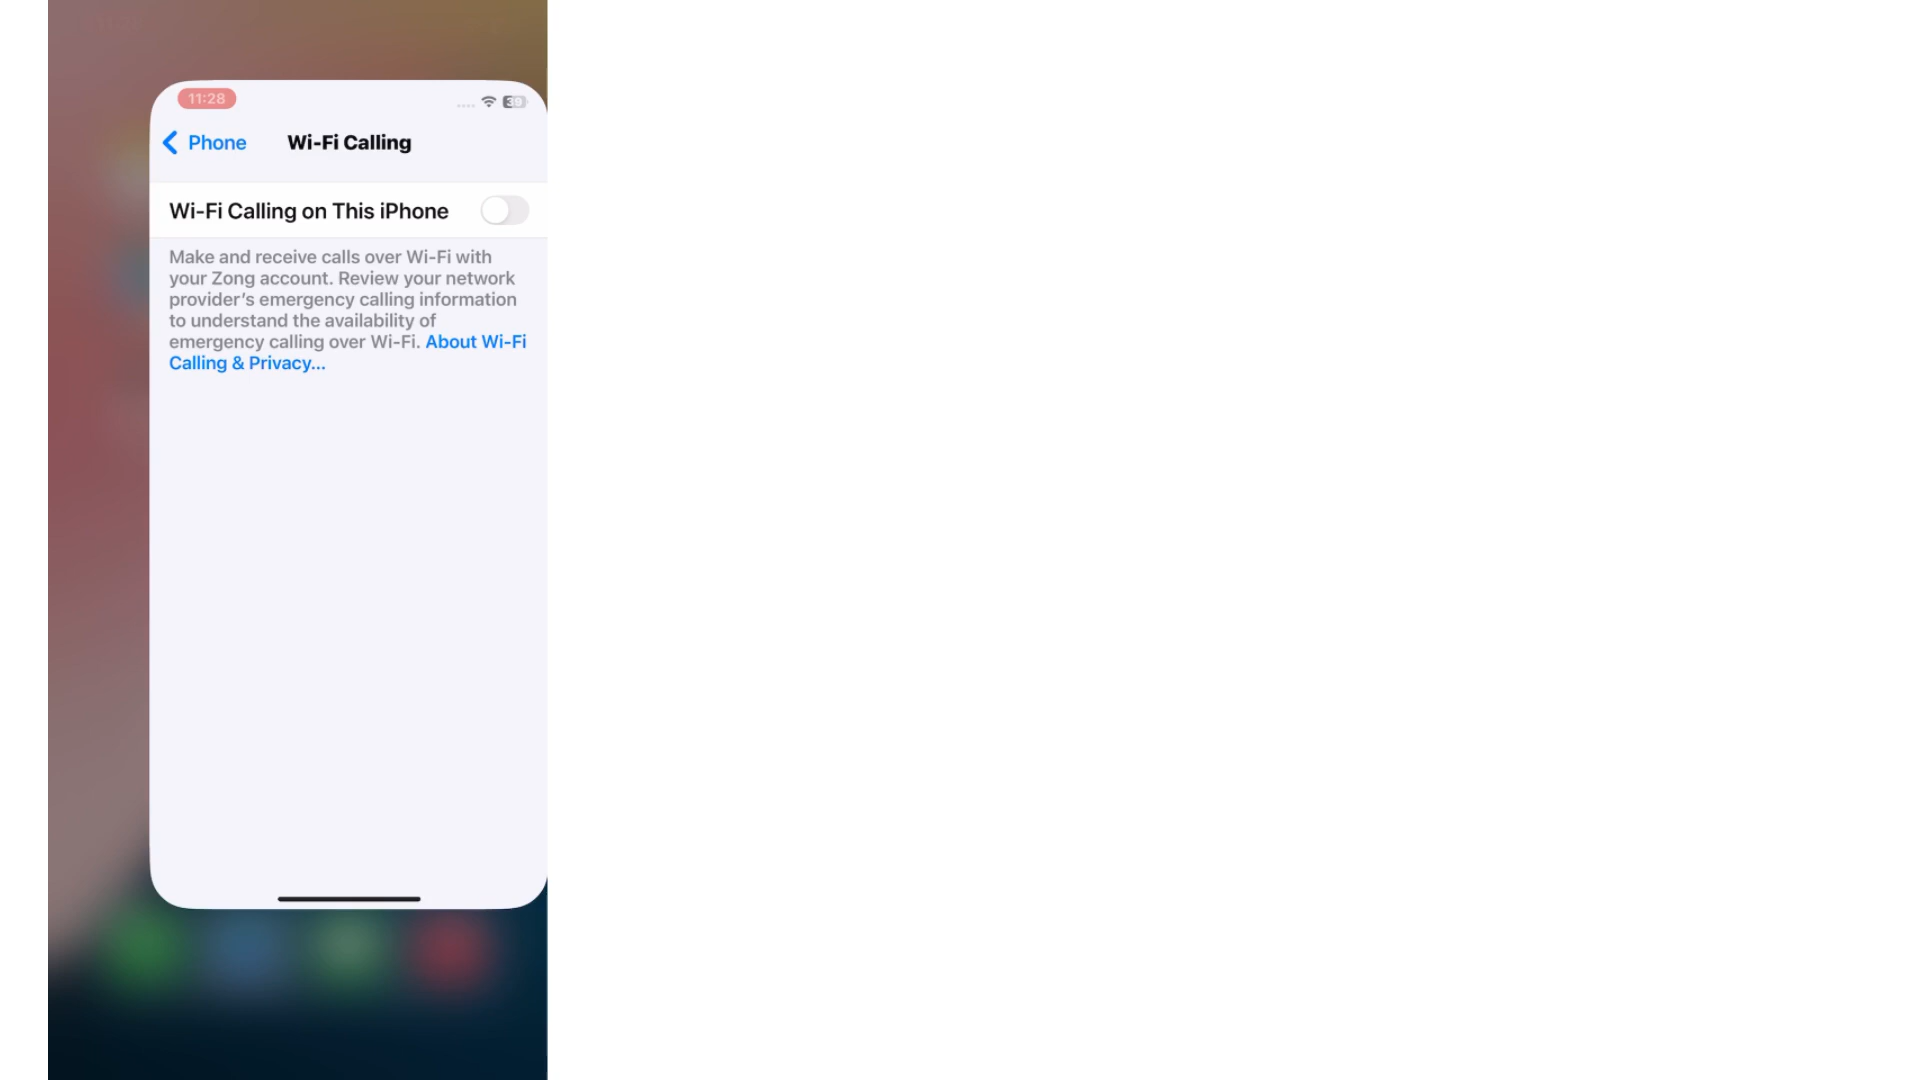 11:28
39
Phone
Wi-Fi Calling
Wi-Fi Calling on This iPhone
Make and receive calls over Wi-Fi with
your Zong account. Review your network
provider’s emergency calling information
to understand the availability of
emergency calling over Wi-Fi. About Wi-Fi
Calling & Privacy...